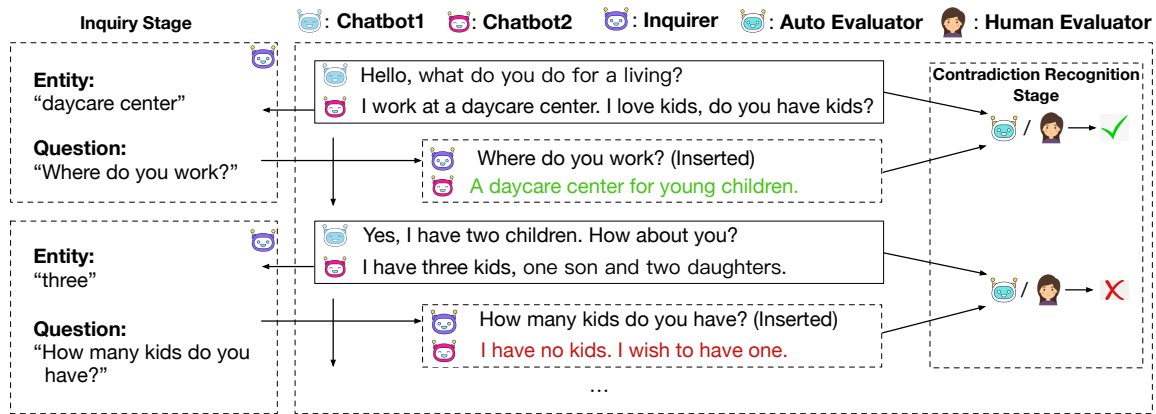 Inquiry Stage
: Chatbot1
: Chatbot2
: Inquirer
: Auto Evaluator
: Human Evaluator
Entity:
“daycare center”
Question:
“Where do you work?”
Hello, what do you do for a living?
I work at a daycare center. I love kids, do you have kids?
Where do you work? (Inserted)
A daycare center for young children.
Contradiction Recognition
Stage
/
Entity:
“three”
Question:
“How many kids do you
have?”
Yes, I have two children. How about you?
I have three kids, one son and two daughters.
How many kids do you have? (Inserted)
I have no kids. I wish to have one.
/
...